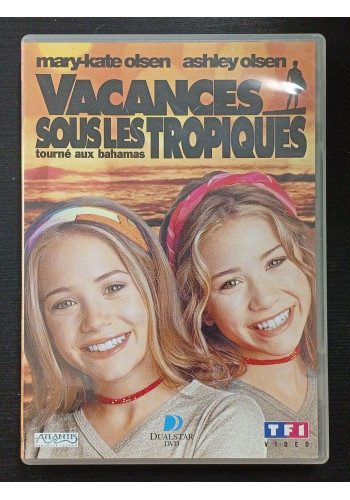 mary-kate olsen ashley olsen
VACANCES
SOUS LES TROPIQUES
tourné aux bahamas
ATLANTIS
DUALSTAR
DVD
TF1
VIDEO